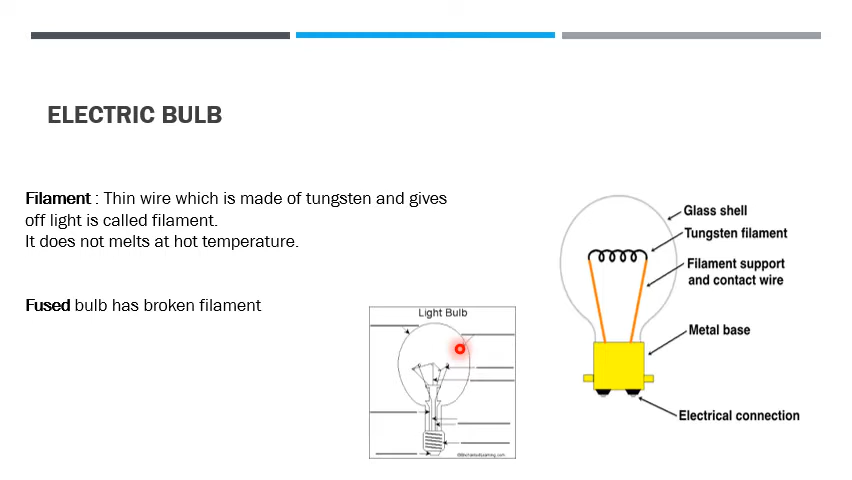 ELECTRIC BULB
Filament : Thin wire which is made of tungsten and gives
off light is called filament.
It does not melts at hot temperature.
Fused bulb has broken filament
Light Bulb
Glass shell
Tungsten filament
Filament support
and contact wire
Metal base
Electrical connection